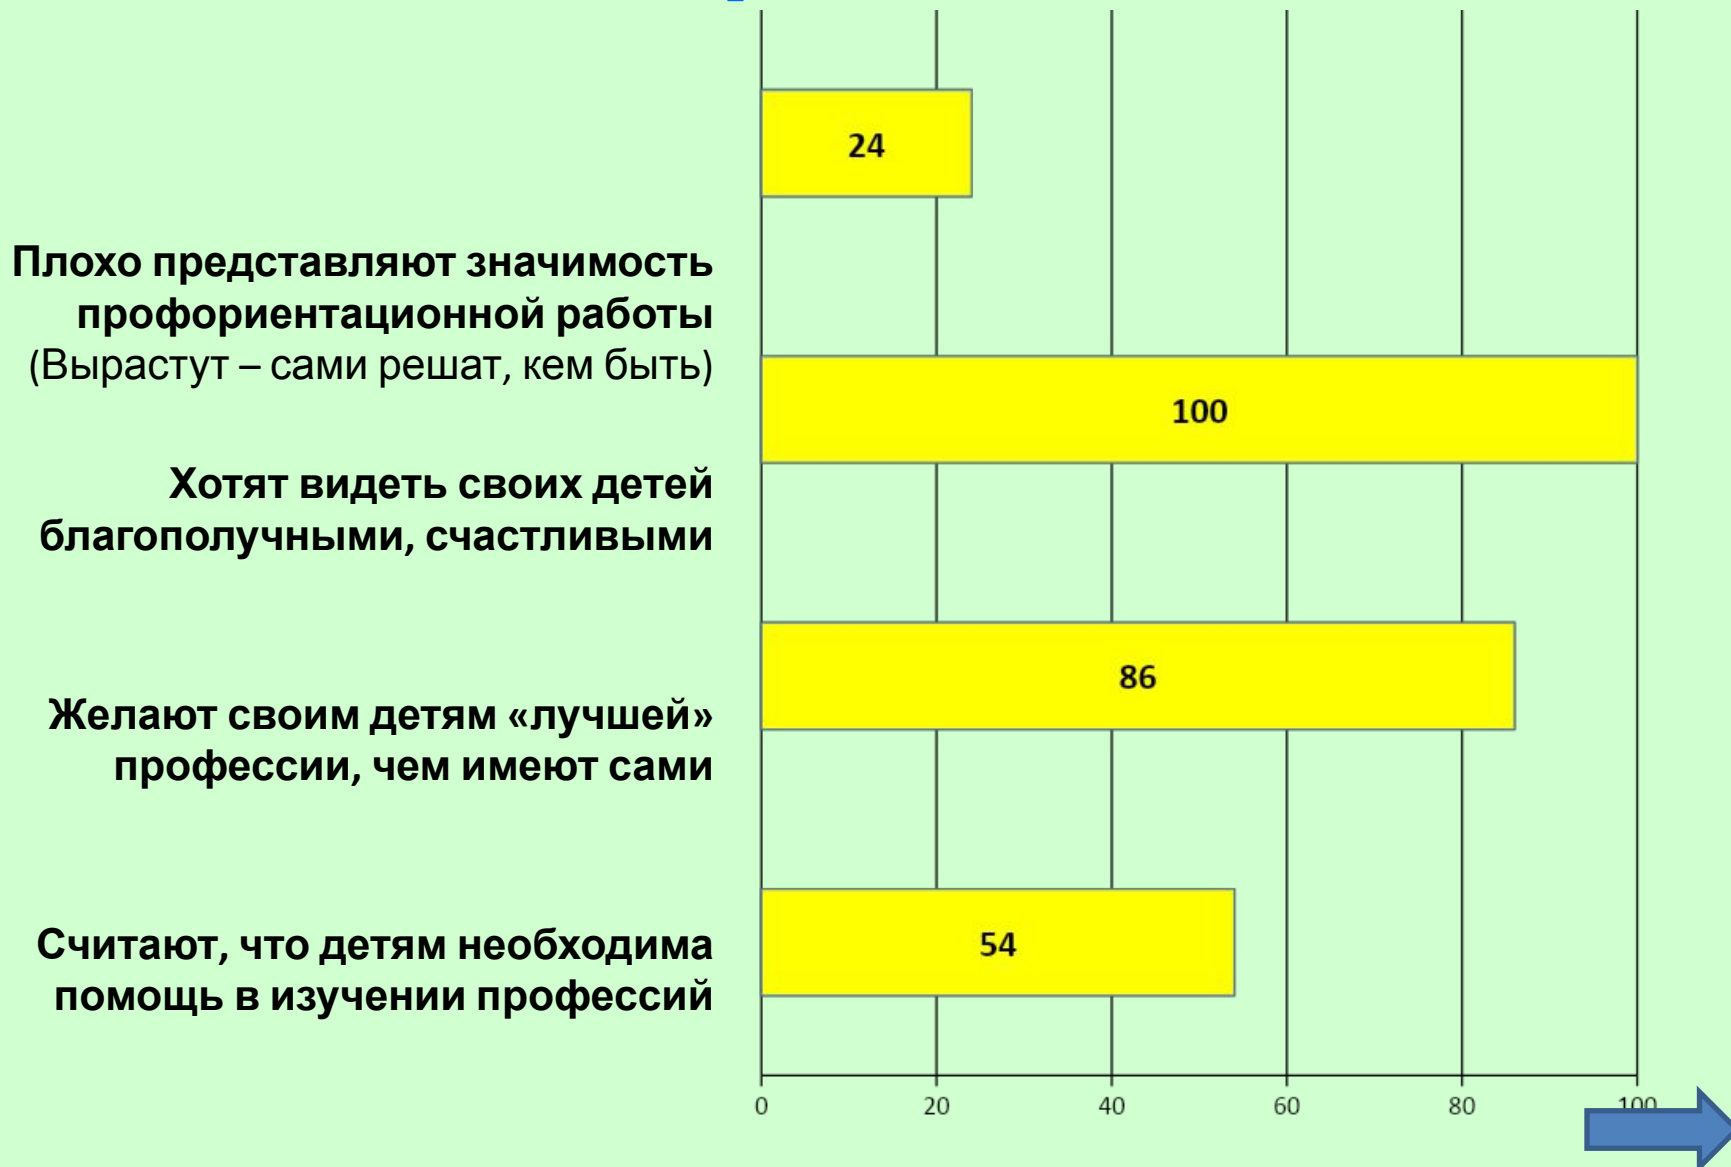 24
Плохо представляют значимость
профориентационной работы
(Вырастут – сами решат, кем быть)
100
Хотят видеть своих детей
благополучными, счастливыми
86
Желают своим детям «лучшей»
профессии, чем имеют сами
54
Считают, что детям необходима
помощь в изучении профессий
0 20 40 60 80 100